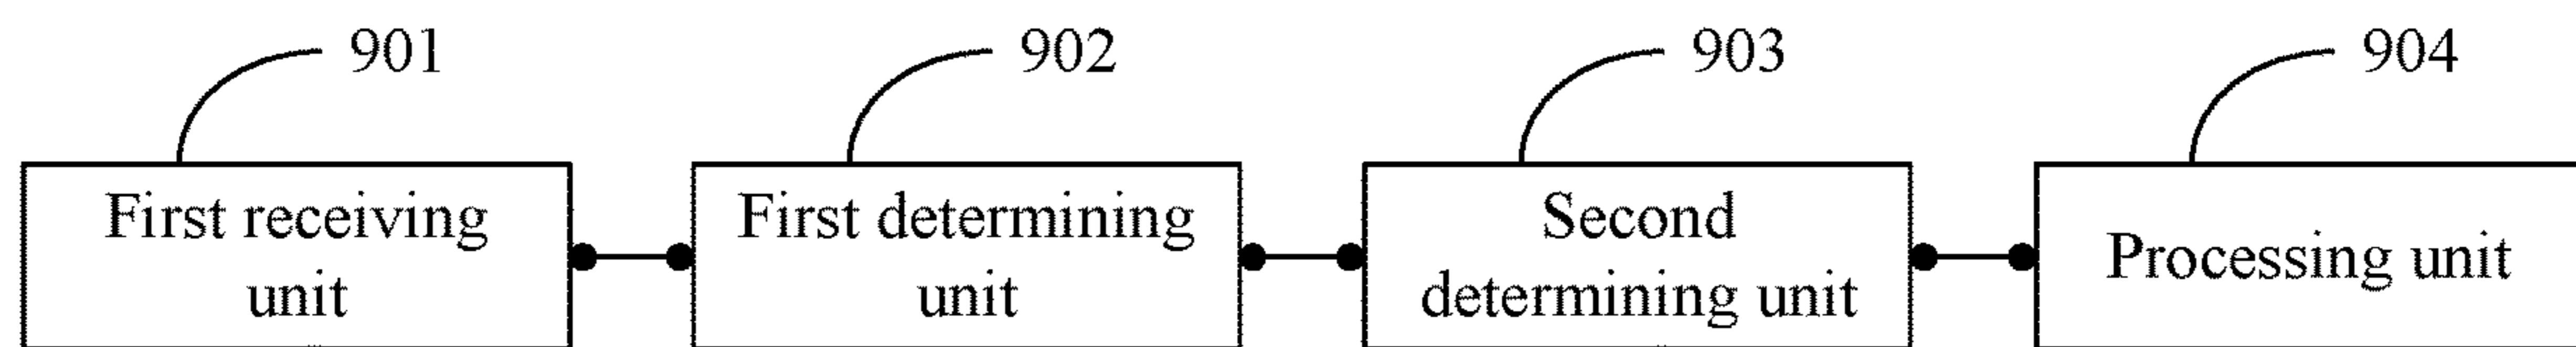 901
902
903
904
First receiving
unit
First determining
unit
Second
determining unit
Processing unit